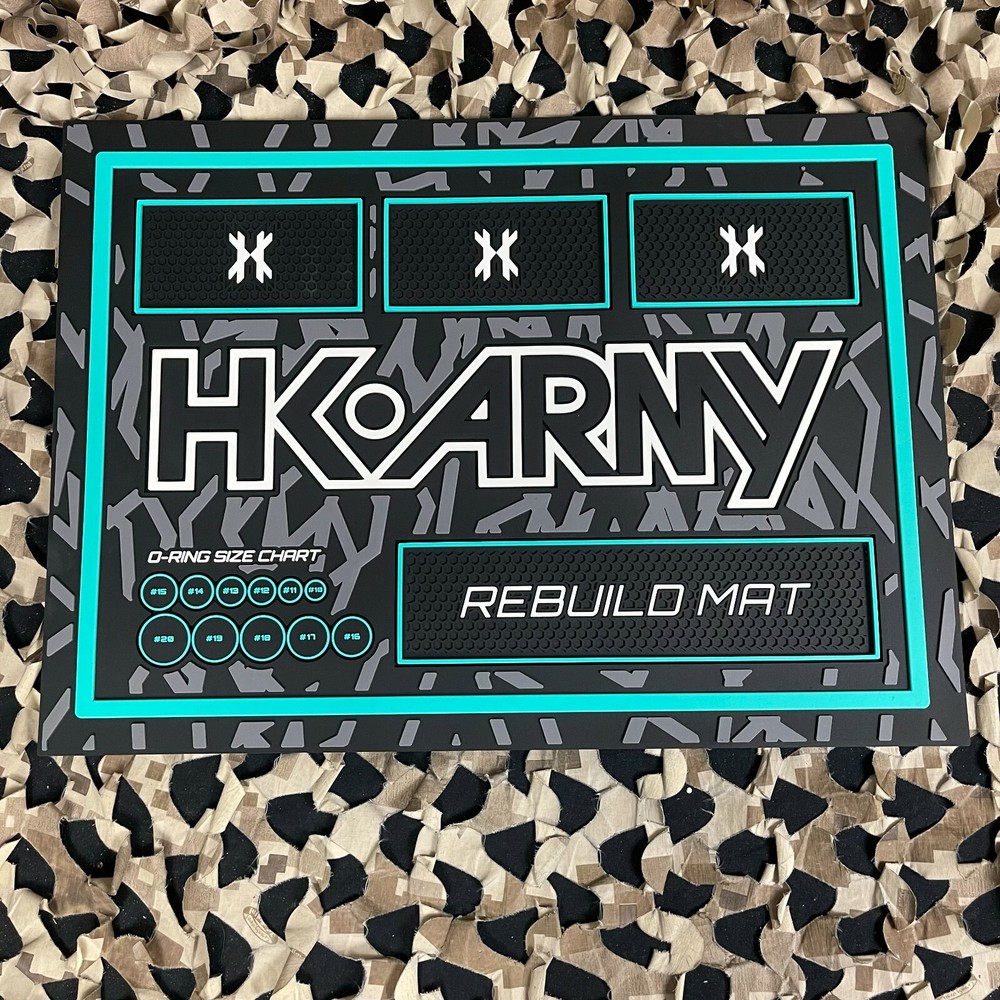 HK ARMY
O-RING SIZE CHART
#15 #14 #13 #12 #11 #10
#20 #19 #18 #17 #16
REBUILD MAT